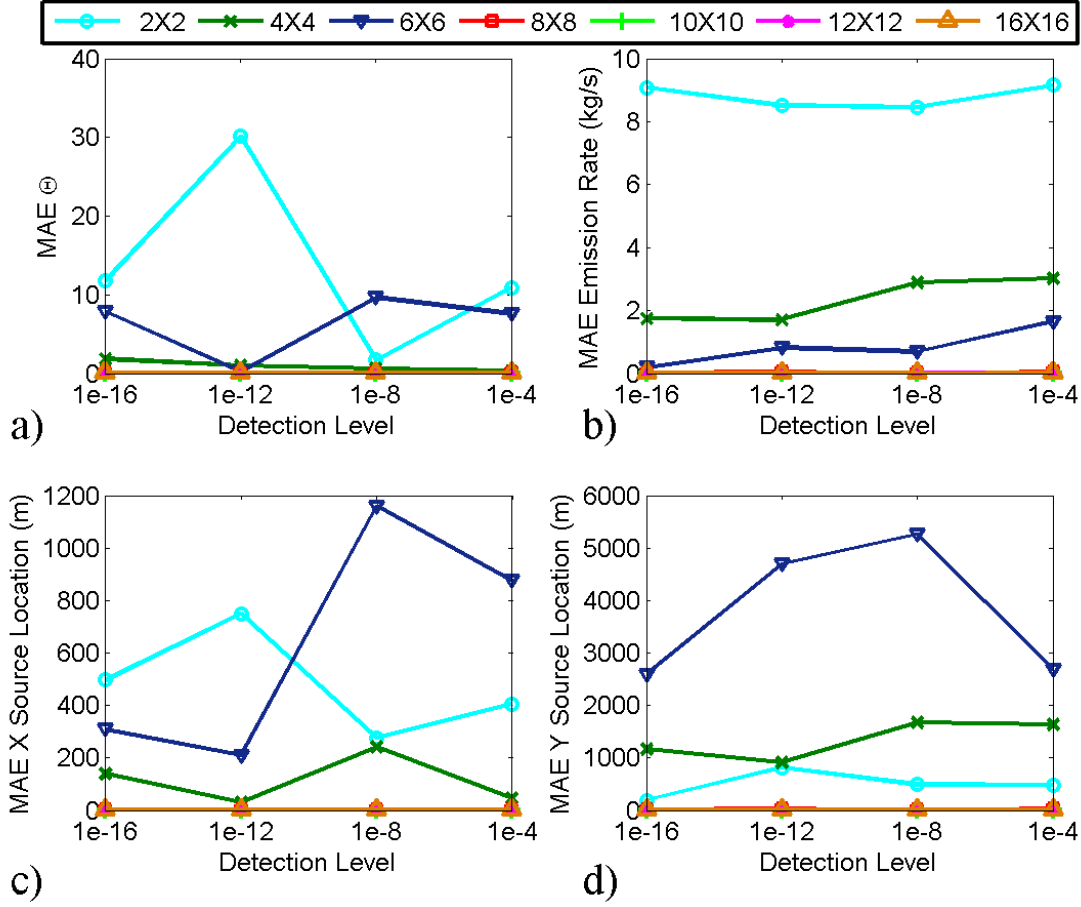 2X2 4X4 6X6 8X8 10X10 12X12 16X16
40
30
20
10
0
MAE Θ
1e-16 1e-12 1e-8 1e-4
Detection Level
a)
10
8
6
4
2
0
MAE Emission Rate (kg/s)
1e-16 1e-12 1e-8 1e-4
Detection Level
b)
1200
1000
800
600
400
200
0
MAE X Source Location (m)
1e-16 1e-12 1e-8 1e-4
Detection Level
c)
6000
5000
4000
3000
2000
1000
0
MAE Y Source Location (m)
1e-16 1e-12 1e-8 1e-4
Detection Level
d)